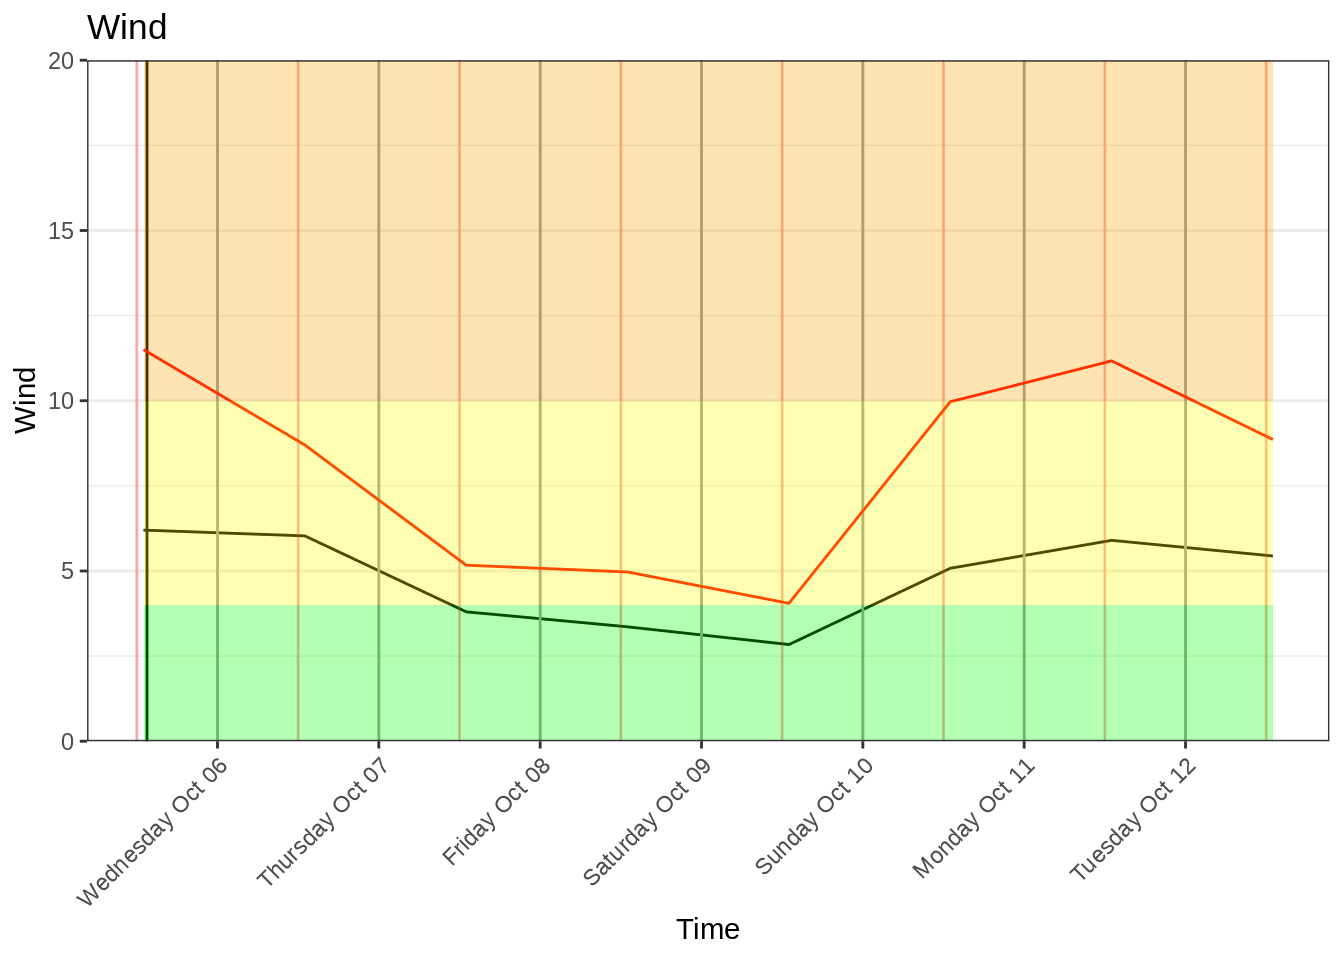 Wind
20
15
10
5
0
Wind
Wednesday Oct 06
Thursday Oct 07
Friday Oct 08
Saturday Oct 09
Sunday Oct 10
Monday Oct 11
Tuesday Oct 12
Time